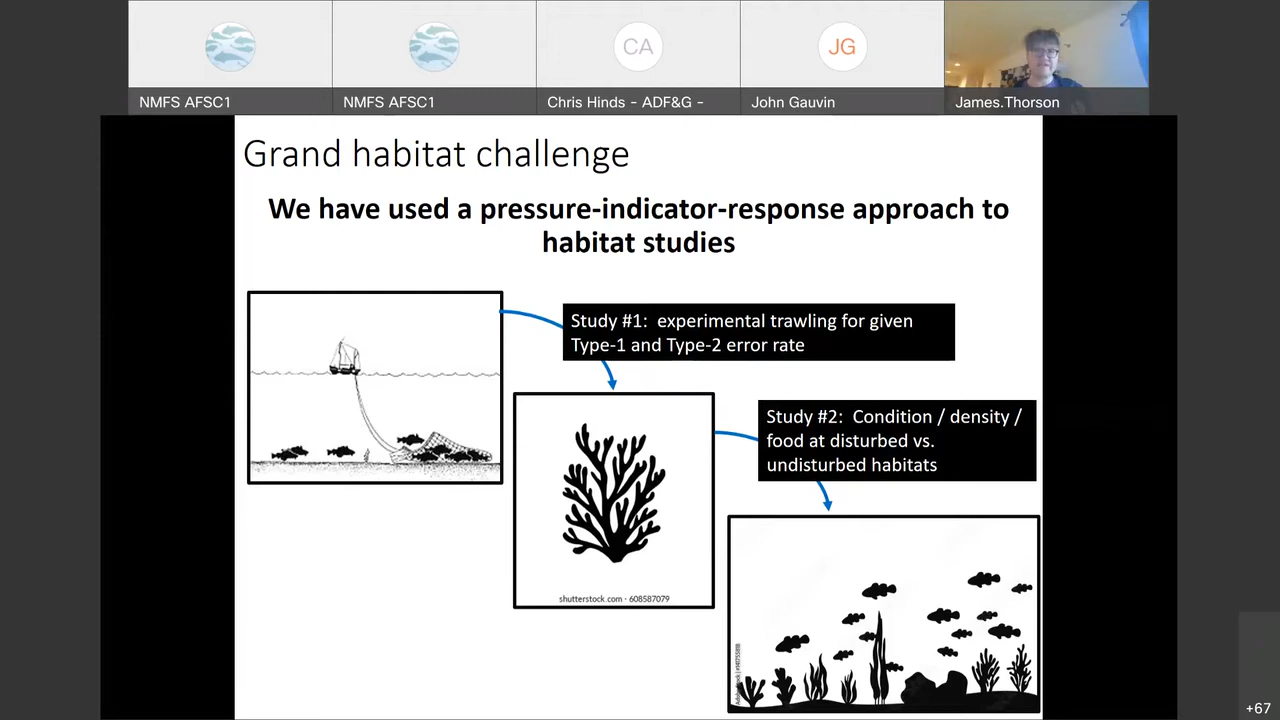 CA
JG
NMFS AFSC1
NMFS AFSC1
Chris Hinds - ADF&G -
John Gauvin
James.Thorson
Grand habitat challenge
We have used a pressure-indicator-response approach to
habitat studies
Study #1: experimental trawling for given
Type-1 and Type-2 error rate
Study #2: Condition / density /
food at disturbed vs.
undisturbed habitats
shutterstock.com · 608587079
+67